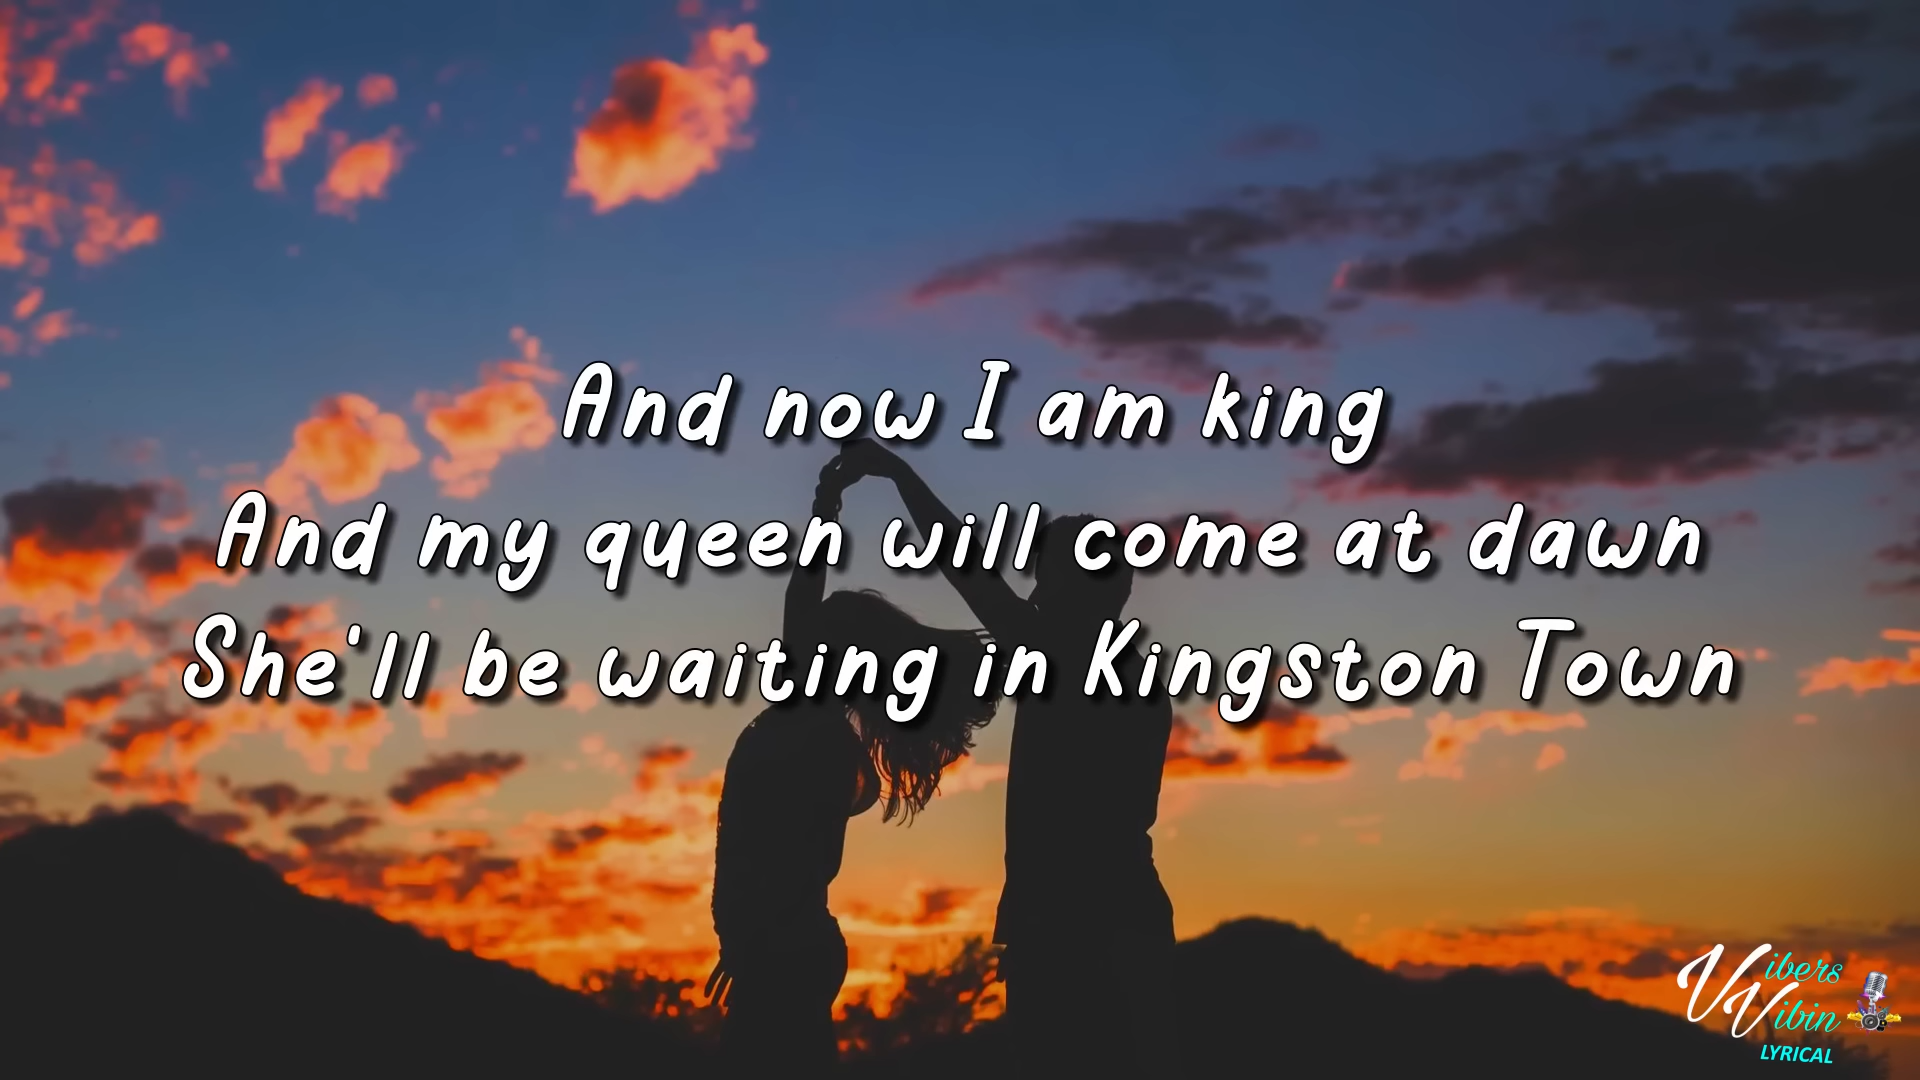 And now I am king
And my queen will come at dawn
She'll be waiting in Kingston Town
Vibers
Vibin
LYRICAL